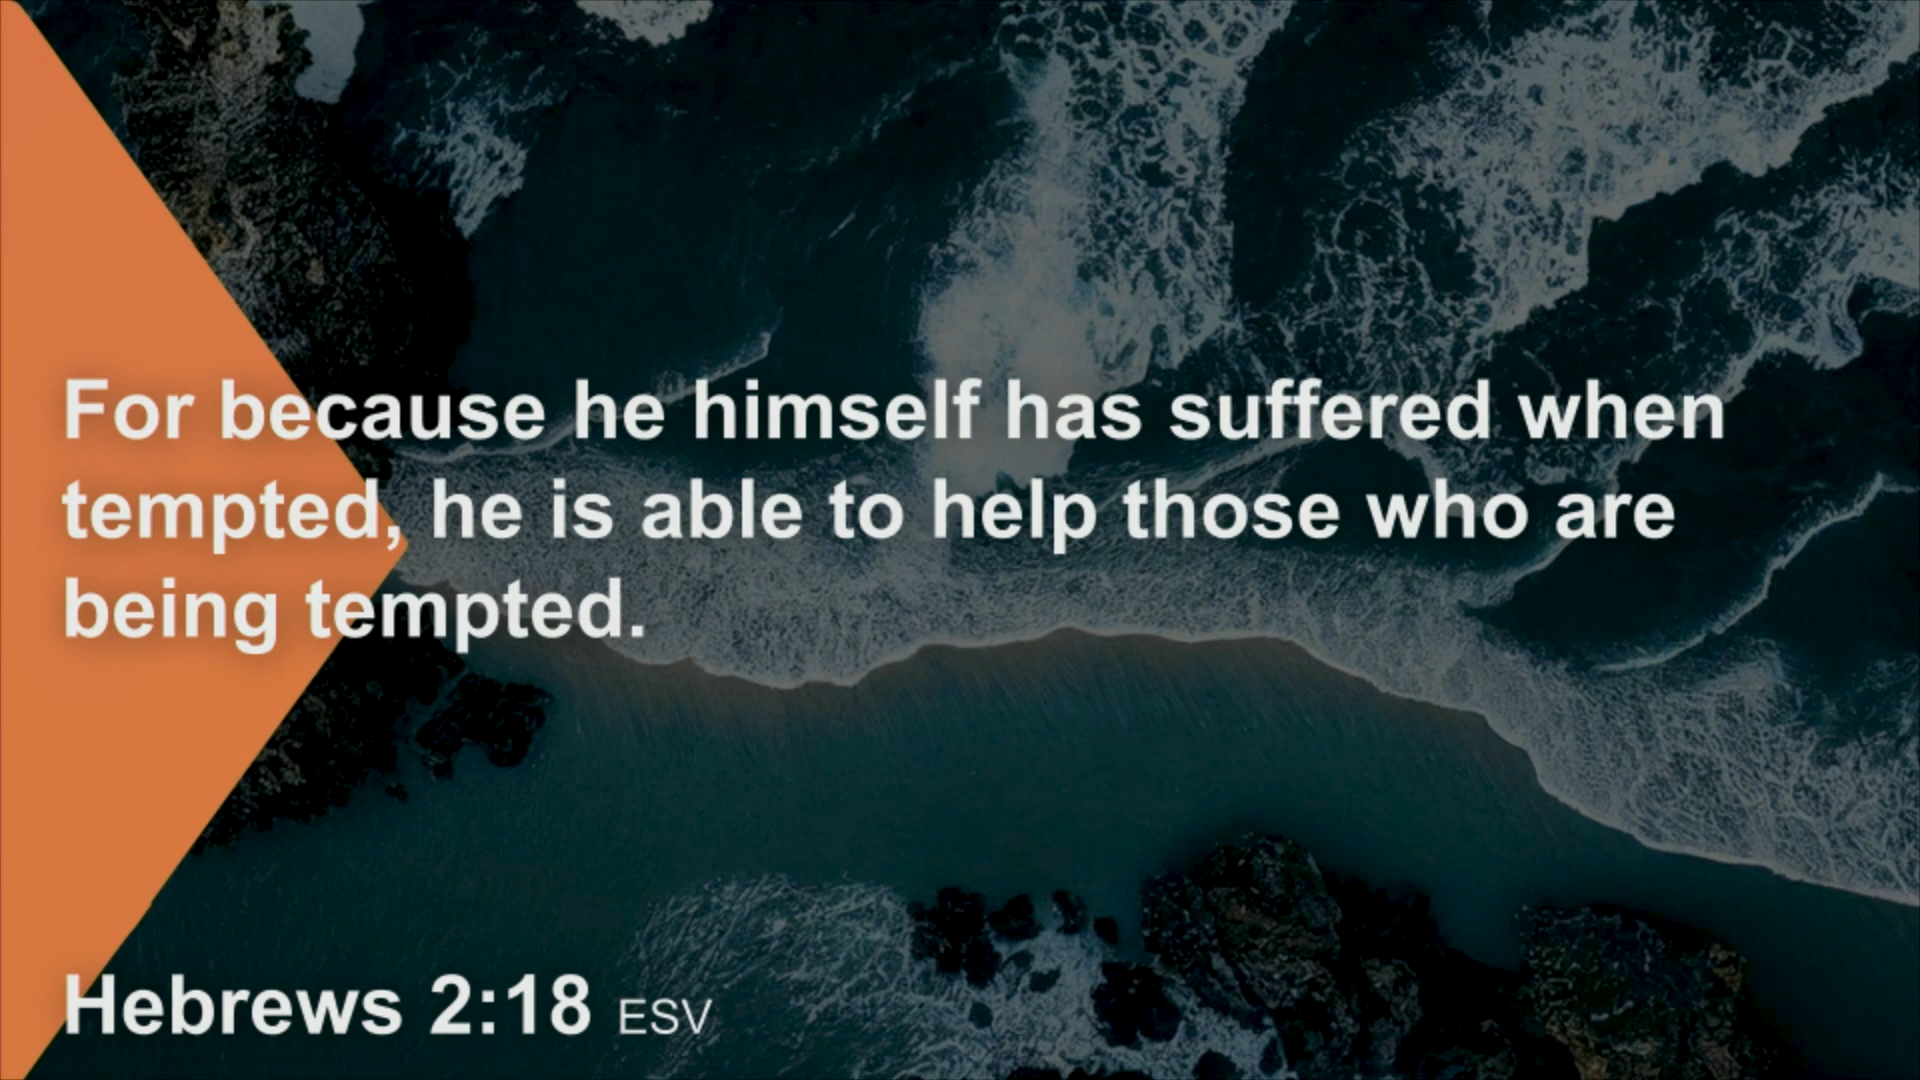 For because he himself has suffered when
tempted, he is able to help those who are
being tempted.
Hebrews 2:18 ESV